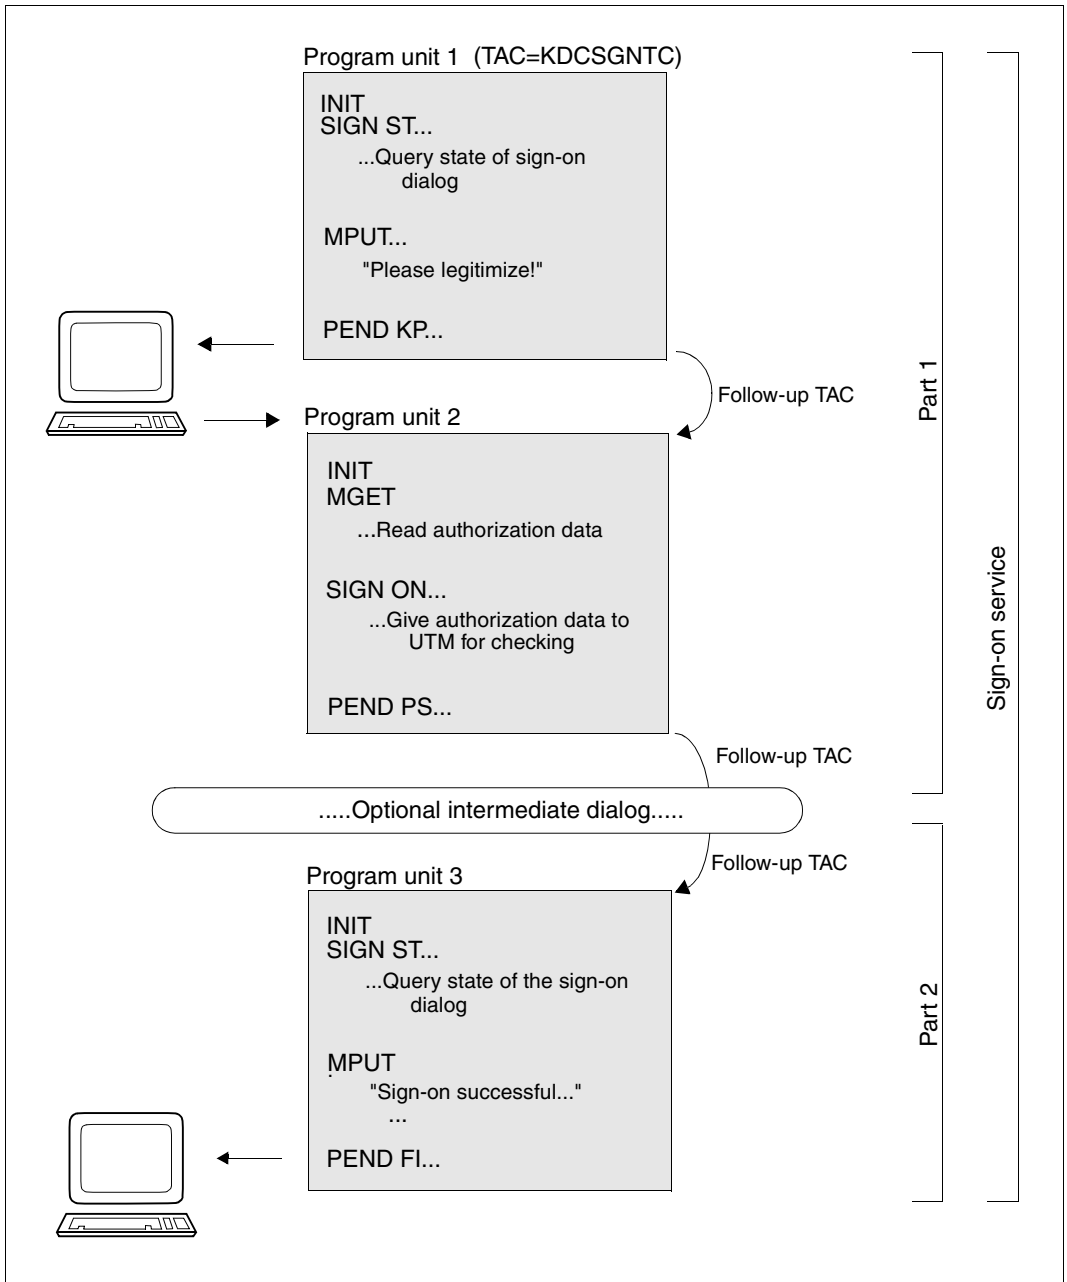 Program unit 1 (TAC=KDCSGNTC)
INIT
SIGN ST...
...Query state of sign-on
dialog
MPUT...
"Please legitimize!"
PEND KP...
Follow-up TAC
Part 1
Program unit 2
INIT
MGET
...Read authorization data
SIGN ON...
...Give authorization data to
UTM for checking
PEND PS...
Sign-on service
Follow-up TAC
.....Optional intermediate dialog.....
Follow-up TAC
Program unit 3
INIT
SIGN ST...
...Query state of the sign-on
dialog
Part 2
MPUT
"Sign-on successful..."
...
PEND FI...